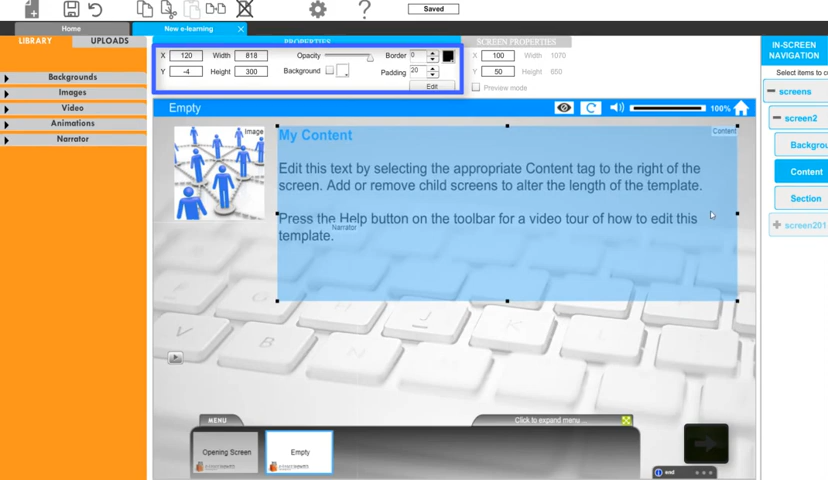 Saved
Home
New e-learning
LIBRARY
UPLOADS
PROPERTIES
SCREEN PROPERTIES
IN-SCREEN
NAVIGATION
X 120 Width 818 Opacity Border 0
Y -4 Height 300 Background Padding 20
Edit
X 100 Width 1070
Y 50 Height 650
Preview mode
Select items to c
Backgrounds
Images
Video
Animations
Narrator
screens
screen2
Backgrou
Content
Section
screen201
Empty
100%
Image
Content
My Content
Edit this text by selecting the appropriate Content tag to the right of the
screen. Add or remove child screens to alter the length of the template.
Press the Help button on the toolbar for a video tour of how to edit this
template.
Narrator
MENU
Click to expand menu ...
Opening Screen
Empty
end